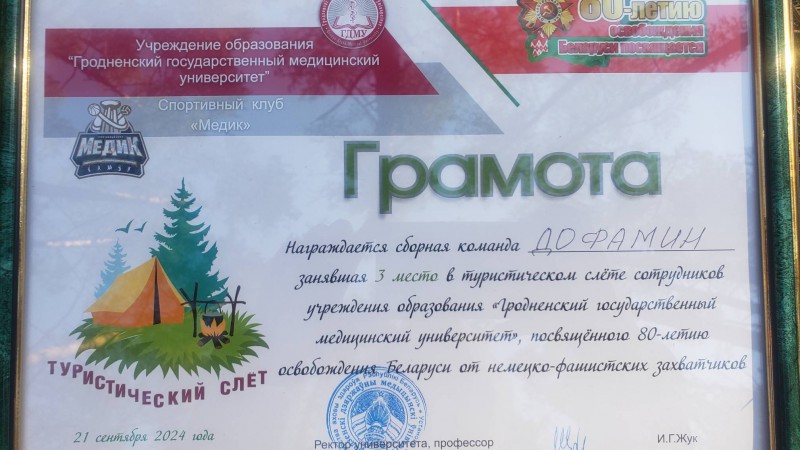 Учреждение образования
“Гродненский государственный медицинский
университет”
ГДМУ
80-летию
освобождения
Беларуси посвящается
Спортивный клуб
«Медик»
МЕДИК
Грамота
Награждается сборная команда ДОФАМИН
занявшая 3 место в туристическом слёте сотрудников
учреждения образования «Гродненский государственный
медицинский университет», посвящённого 80-летию
освобождения Беларуси от немецко-фашистских захватчиков
ТУРИСТИЧЕСКИЙ СЛЁТ
21 сентября 2024 года
Ректор университета, профессор
И.Г.Жук